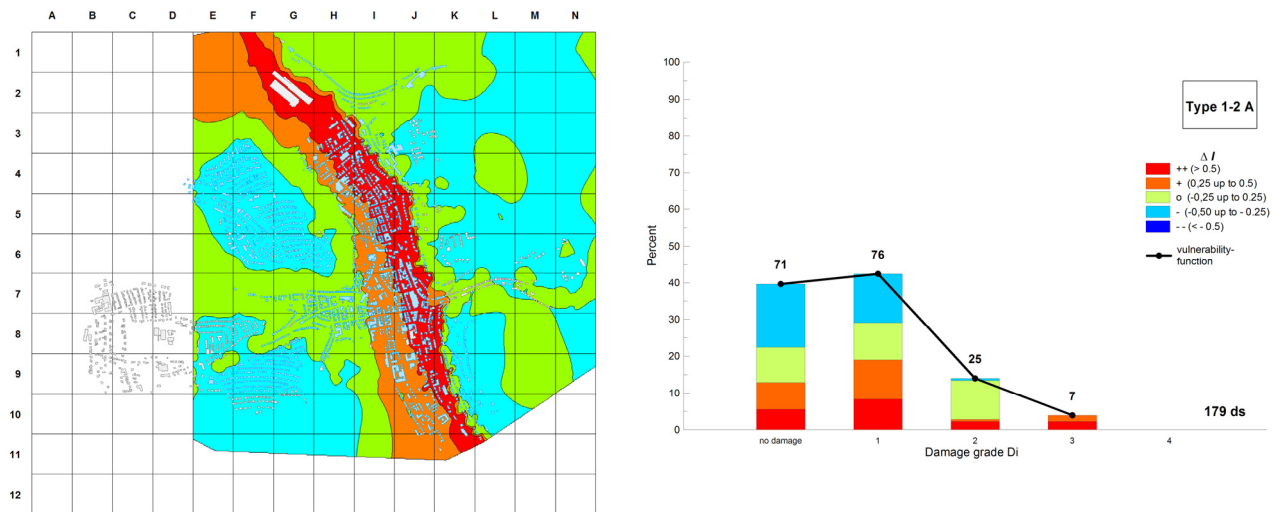 A B C D E F G H I J K L M N
1
2
3
4
5
6
7
8
9
10
11
12
100
90
80
70
60
50
40
30
20
10
0
Percent
71
76
25
7
no damage 1 2 3 4
Damage grade Di
Type 1-2 A
Δ I
++ (> 0.5)
+ (0,25 up to 0.5)
o (-0,25 up to 0.25)
- (-0,50 up to - 0.25)
- - (< - 0.5)
vulnerability-
function
179 ds